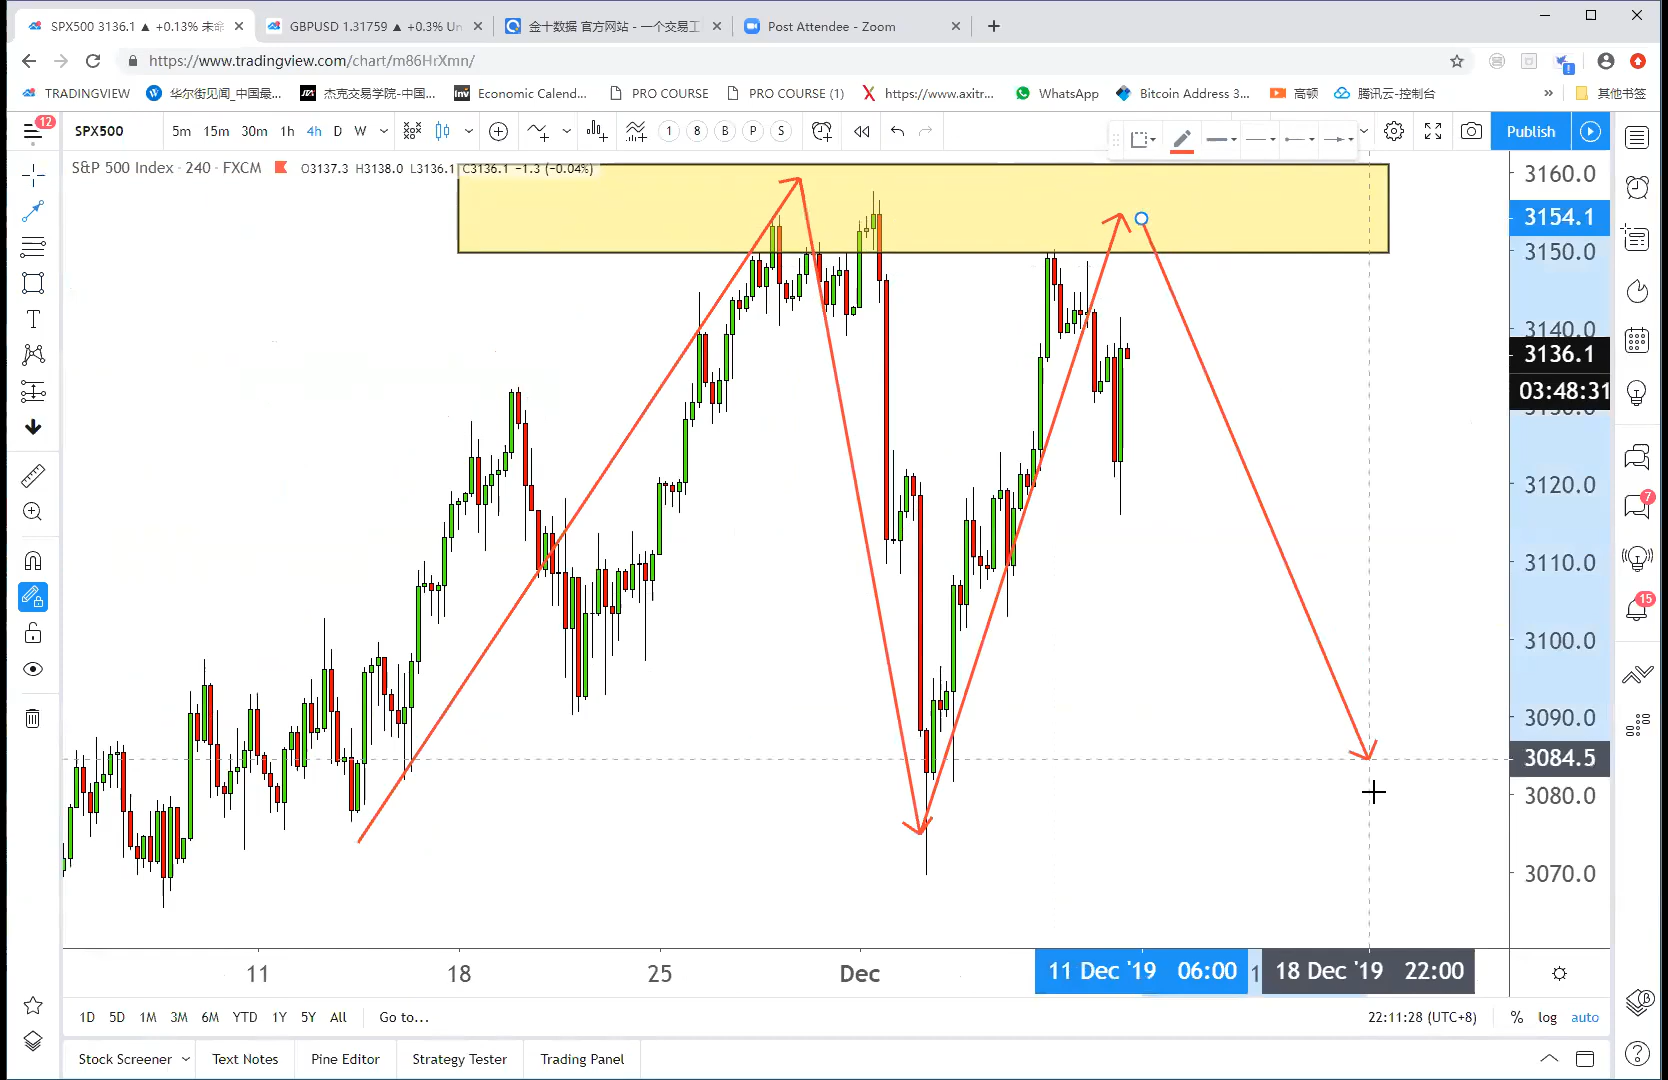 SPX500 3136.1 ▲ +0.13% 未命
GBPUSD 1.31759 ▲ +0.3% Un
金十数据 官方网站 - 一个交易工
Post Attendee - Zoom
https://www.tradingview.com/chart/m86HrXmn/
TRADINGVIEW
华尔街见闻_中国最...
杰克交易学院-中国...
Economic Calend...
PRO COURSE
PRO COURSE (1)
https://www.axitr...
WhatsApp
Bitcoin Address 3...
高顿
腾讯云-控制台
»
其他书签
12
SPX500
5m 15m 30m 1h 4h D W
1 8 B P S
Publish
S&P 500 Index · 240 · FXCM
O3137.3 H3138.0 L3136.1 C3136.1 −1.3 (−0.04%)
3160.0
3154.1
3150.0
3140.0
3136.1
03:48:31
3120.0
3110.0
3100.0
3090.0
3084.5
3080.0
3070.0
7
15
11 18 25 Dec
11 Dec '19 06:00
18 Dec '19 22:00
1D 5D 1M 3M 6M YTD 1Y 5Y All
Go to...
22:11:28 (UTC+8)
% log auto
Stock Screener
Text Notes
Pine Editor
Strategy Tester
Trading Panel